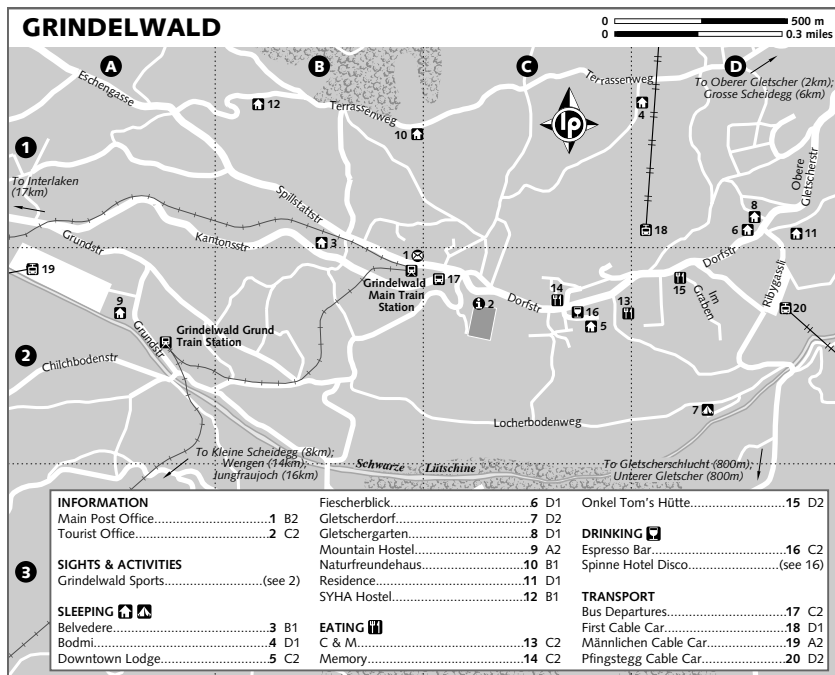 GRINDELWALD
0 500 m
0 0.3 miles
A
B
C
D
Eschengasse
12
Terrassenweg
10
Terrassenweg
4
lp
To Oberer Gletscher (2km);
Grosse Scheidegg (6km)
1
To Interlaken
(17km)
Obere
Gletscherstr
Spillstattstr
8
6
11
18
Grundstr
Kantonsstr
3
1
Dorfstr
19
Grindelwald
Main Train
Station
17
14
15
Im
Graben
Ribygassli
9
2
Dorfstr
16
13
20
Grundstr
Grindelwald Grund
Train Station
5
2
Chilchbodenstr
7
Locherbodenweg
To Kleine Scheidegg (8km);
Wengen (14km);
Jungfraujoch (16km)
Schwarze Lütschine
To Gletscherschlucht (800m);
Unterer Gletscher (800m)
3
INFORMATION
Main Post Office 1 B2
Tourist Office 2 C2
SIGHTS & ACTIVITIES
Grindelwald Sports (see 2)
SLEEPING
Belvedere 3 B1
Bodmi 4 D1
Downtown Lodge 5 C2
Fiescherblick 6 D1
Gletscherdorf 7 D2
Gletschergarten 8 D1
Mountain Hostel 9 A2
Naturfreundehaus 10 B1
Residence 11 D1
SYHA Hostel 12 B1
EATING
C & M 13 C2
Memory 14 C2
Onkel Tom's Hütte 15 D2
DRINKING
Espresso Bar 16 C2
Spinne Hotel Disco (see 16)
TRANSPORT
Bus Departures 17 C2
First Cable Car 18 D1
Männlichen Cable Car 19 A2
Pfingstegg Cable Car 20 D2